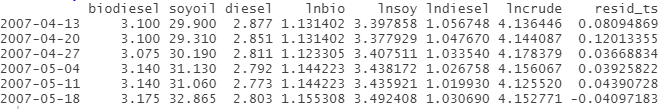 biodiesel soyoil diesel lnbio lnsoy lndiesel lncrude resid_ts
2007-04-13 3.100 29.900 2.877 1.131402 3.397858 1.056748 4.136446 0.08094869
2007-04-20 3.100 29.310 2.851 1.131402 3.377929 1.047670 4.144087 0.12013355
2007-04-27 3.075 30.190 2.811 1.123305 3.407511 1.033540 4.178379 0.03668834
2007-05-04 3.140 31.130 2.792 1.144223 3.438172 1.026758 4.156067 0.03925822
2007-05-11 3.140 31.060 2.773 1.144223 3.435921 1.019930 4.125520 0.04390728
2007-05-18 3.175 32.865 2.803 1.155308 3.492408 1.030690 4.152771 -0.04097183